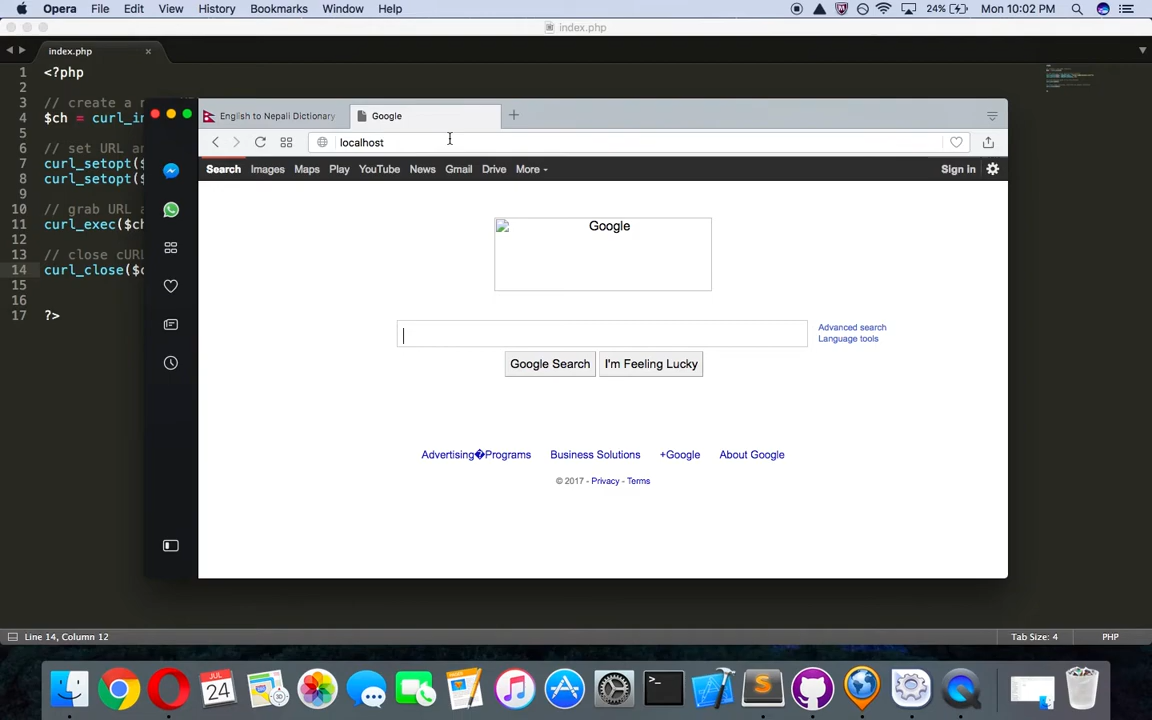 Opera File Edit View History Bookmarks Window Help 24% Mon 10:02 PM
index.php
index.php ×
1 <?php
2
3 // create a n
4 $ch = curl_in
5
6 // set URL an
7 curl_setopt($
8 curl_setopt($
9
10 // grab URL a
11 curl_exec($ch
12
13 // close cURL
14 curl_close($c
15
16
17 ?>
English to Nepali Dictionary
Google
localhost
Search Images Maps Play YouTube News Gmail Drive More Sign in
Google
Advanced search
Language tools
Google Search I'm Feeling Lucky
Advertising�Programs Business Solutions +Google About Google
© 2017 - Privacy - Terms
Line 14, Column 12 Tab Size: 4 PHP
JUL
24